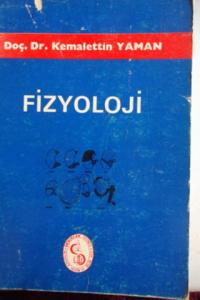 Doç. Dr. Kemalettin YAMAN
FİZYOLOJİ